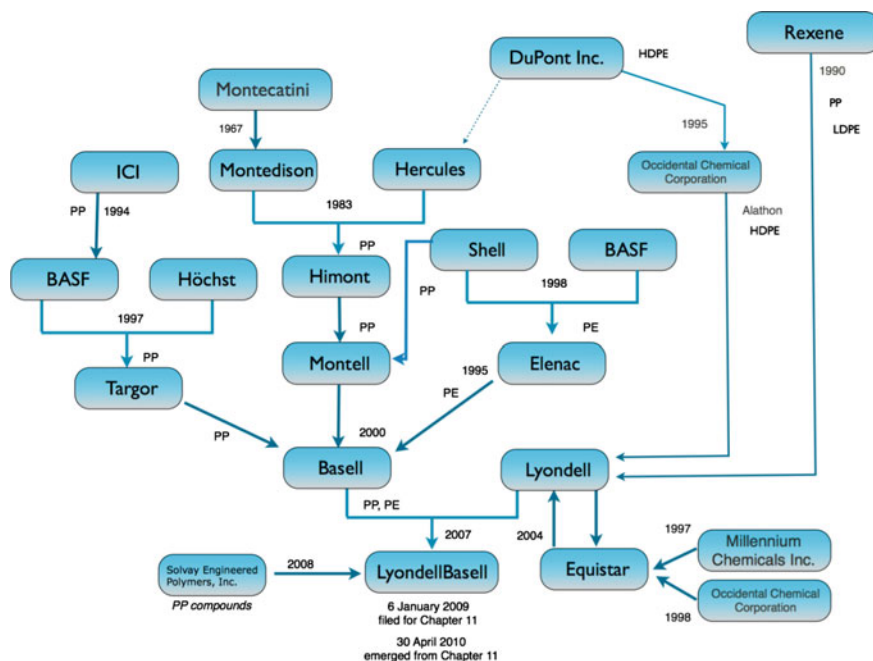 Rexene
DuPont Inc.
HDPE
1990
Montecatini
PP
1967
1995
LDPE
ICI
Montedison
Hercules
Occidental Chemical
Corporation
PP
1994
1983
Alathon
HDPE
PP
Shell
BASF
BASF
Höchst
Himont
PP
1998
1997
PP
PE
PP
Montell
1995
Elenac
Targor
PE
PP
2000
Basell
Lyondell
PP, PE
2007
2004
1997
Millennium
Chemicals Inc.
Solvay Engineered
Polymers, Inc.
2008
LyondellBasell
Equistar
PP compounds
6 January 2009
filed for Chapter 11
1998
Occidental Chemical
Corporation
30 April 2010
emerged from Chapter 11